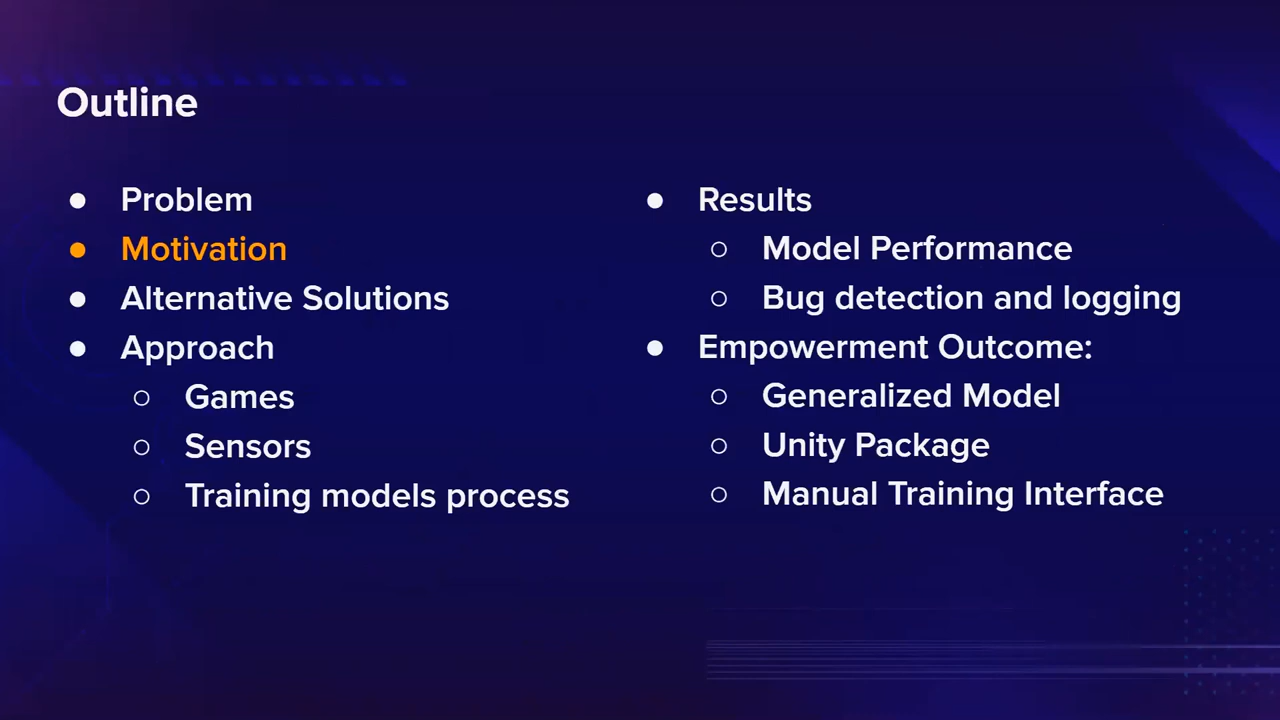 Outline
● Problem
● Motivation
● Alternative Solutions
● Approach
○ Games
○ Sensors
○ Training models process
● Results
○ Model Performance
○ Bug detection and logging
● Empowerment Outcome:
○ Generalized Model
○ Unity Package
○ Manual Training Interface